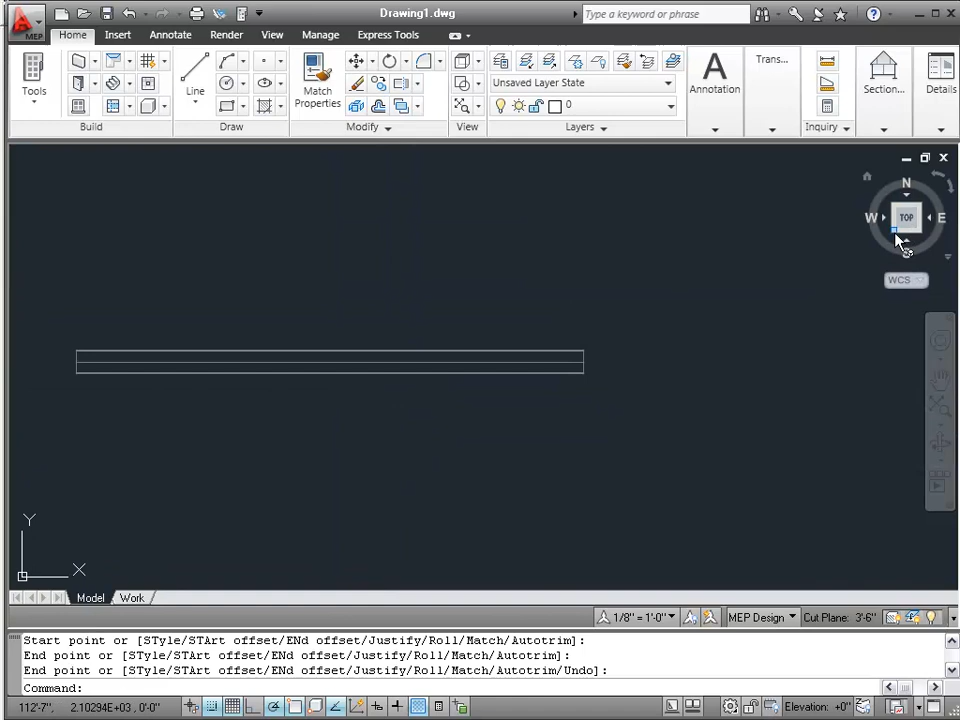 Drawing1.dwg
Type a keyword or phrase
MEP
Home Insert Annotate Render View Manage Express Tools
Tools
Line
Match
Properties
Unsaved Layer State
0
Annotation
Trans...
Section...
Details
Build Draw Modify View Layers Inquiry
N
W TOP E
WCS
Y
X
Model Work
1/8" = 1'-0" MEP Design Cut Plane: 3'-6"
Start point or [STyle/STArt offset/ENd offset/Justify/Roll/Match/Autotrim]:
End point or [STyle/STArt offset/ENd offset/Justify/Roll/Match/Autotrim]:
End point or [STyle/STArt offset/ENd offset/Justify/Roll/Match/Autotrim/Undo]:
Command:
112'-7", 2.10294E+03, 0'-0" Elevation: +0"